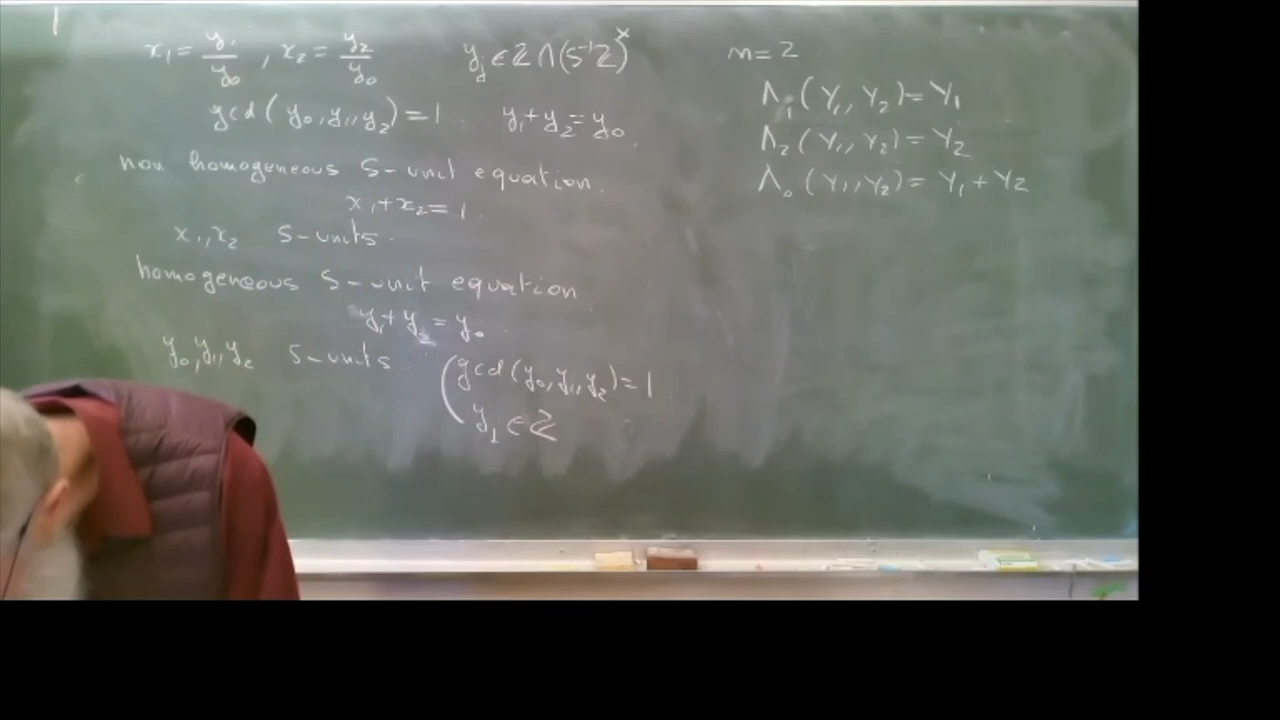 x₁ = y₁/y₀ , x₂ = y₂/y₀   yⱼ ∈ ℤ ∩ (S⁻¹ℤ)ˣ
gcd(y₀, y₁, y₂) = 1   y₁ + y₂ = y₀
non homogeneous S-unit equation.
x₁ + x₂ = 1.
x₁, x₂ S-units.
homogeneous S-unit equation
y₁ + y₂ = y₀.
y₀, y₁, y₂ S-units
( gcd(y₀, y₁, y₂) = 1
yⱼ ∈ ℤ
m = 2
Λ₁(Y₁, Y₂) = Y₁
Λ₂(Y₁, Y₂) = Y₂
Λ₀(Y₁, Y₂) = Y₁ + Y₂